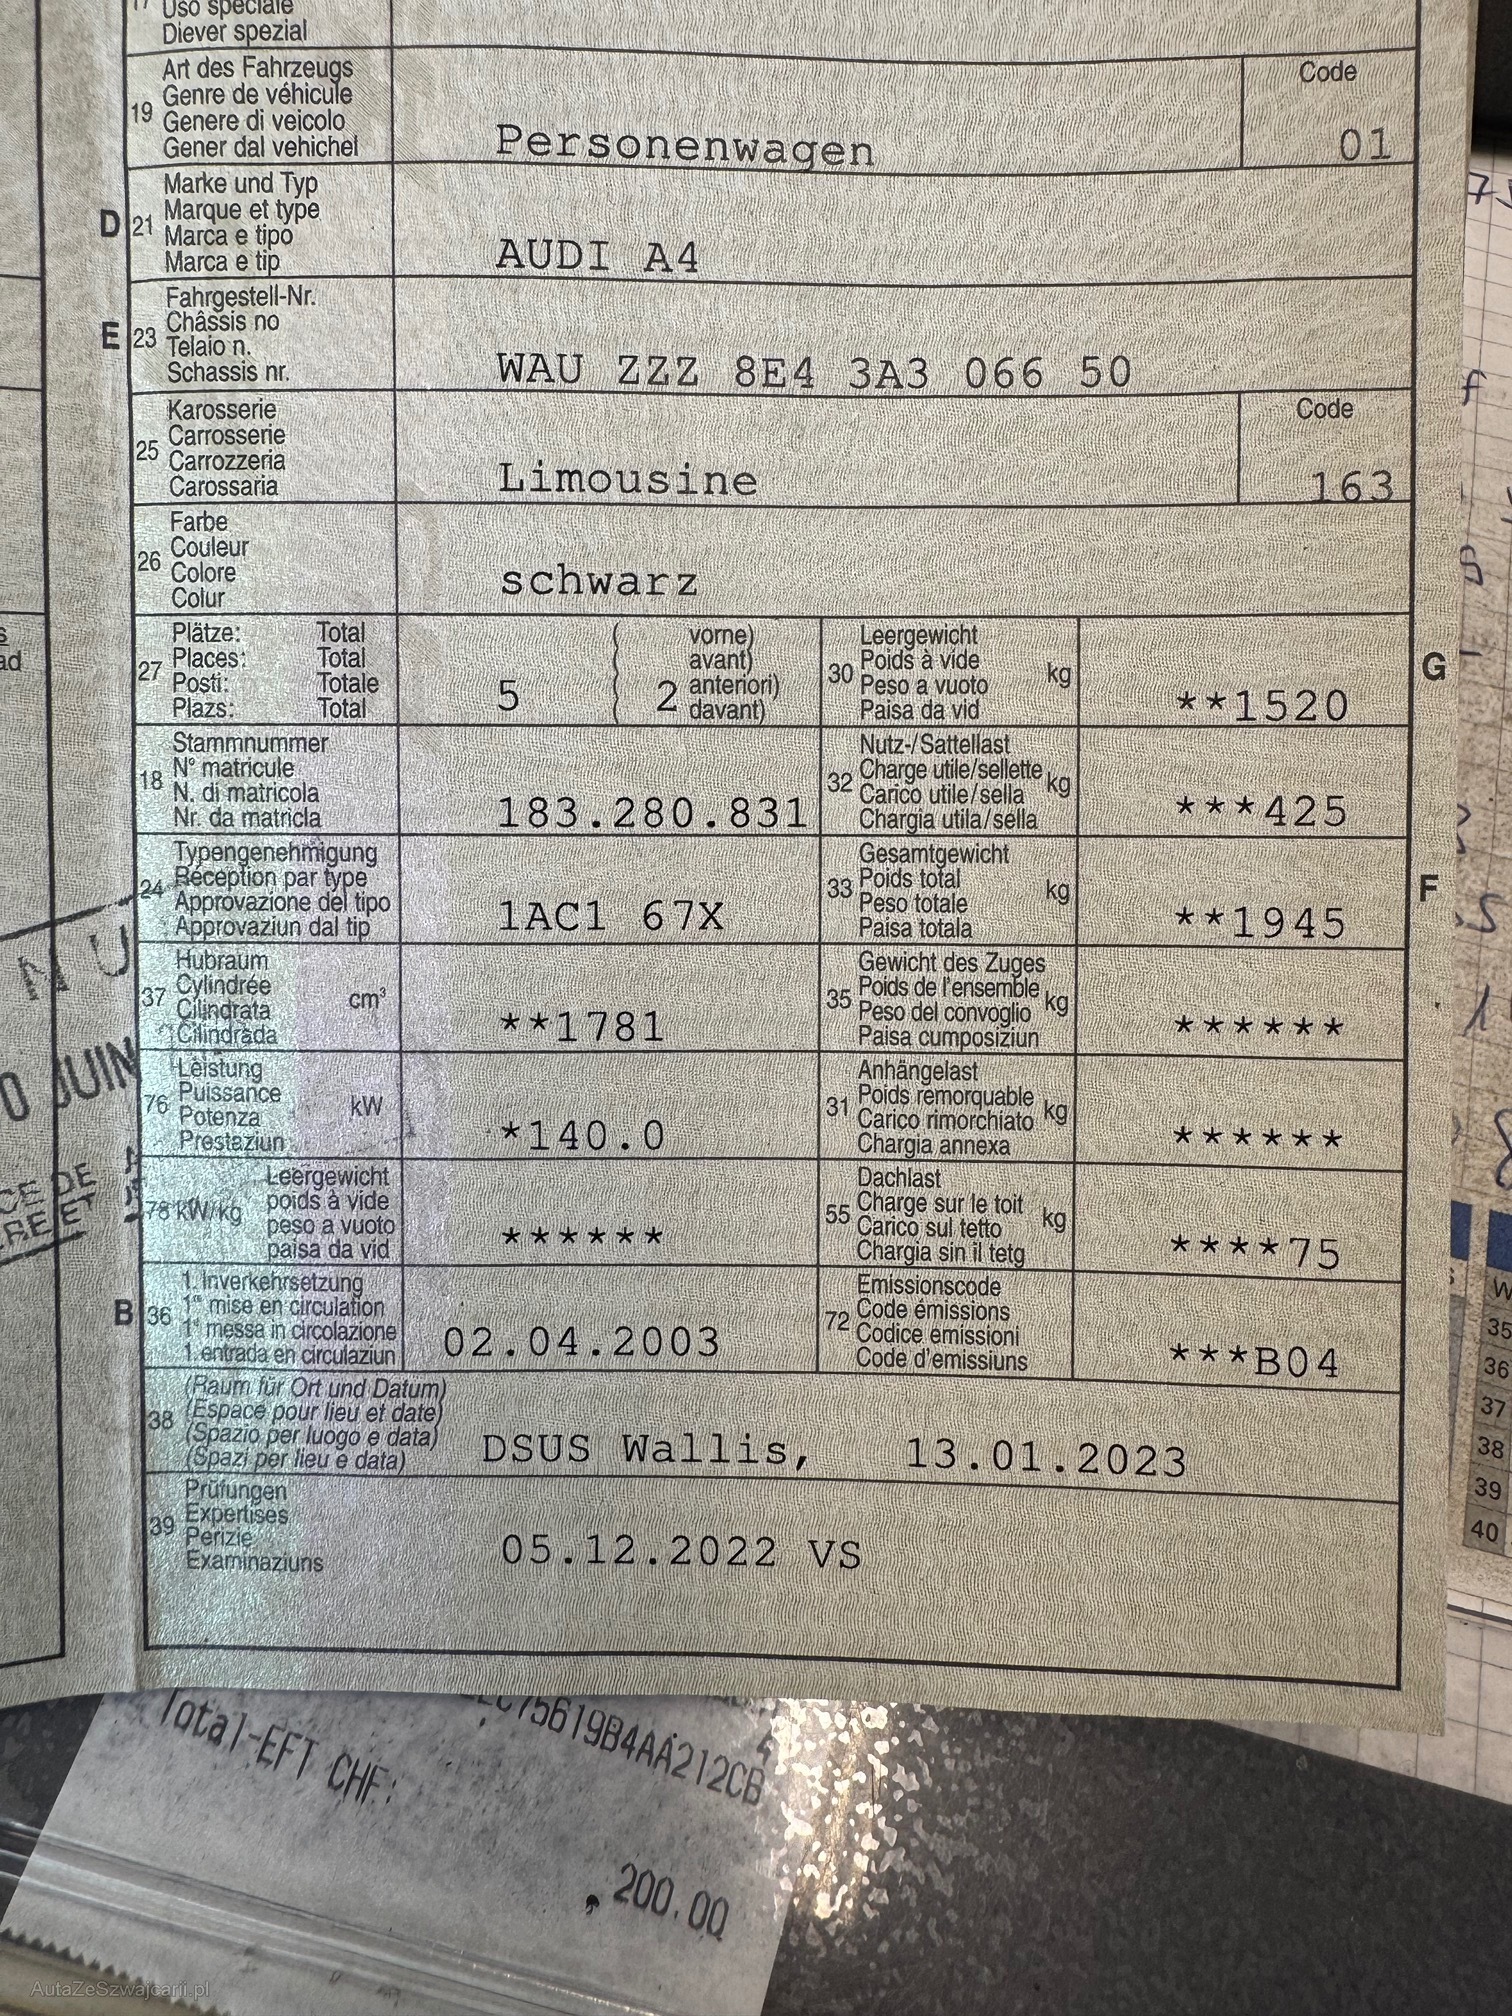 17 Uso speciale
Diever spezial
Art des Fahrzeugs
Genre de véhicule
19 Genere di veicolo
Gener dal vehichel
Personenwagen
Code
01
Marke und Typ
D 21 Marque et type
Marca e tipo
Marca e tip
AUDI A4
Fahrgestell-Nr.
E 23 Châssis no
Telaio n.
Schassis nr.
WAU ZZZ 8E4 3A3 066 50
Karosserie
25 Carrosserie
Carrozzeria
Carossaria
Limousine
Code
163
Farbe
26 Couleur
Colore
Colur
schwarz
Plätze: Total
27 Places: Total
Posti: Totale
Plazs: Total
5 ( 2
vorne)
avant)
anteriori)
davant)
Leergewicht
30 Poids à vide kg
Peso a vuoto
Paisa da vid
**1520
G
Stammnummer
18 N° matricule
N. di matricola
Nr. da matricla
183.280.831
Nutz-/Sattellast
32 Charge utile/sellette kg
Carico utile/sella
Chargia utila/sella
***425
Typengenehmigung
24 Réception par type
Approvazione del tipo
Approvaziun dal tip
1AC1 67X
Gesamtgewicht
33 Poids total kg
Peso totale
Paisa totala
**1945
F
Hubraum
37 Cylindrée cm³
Cilindrata
Cilindrada
**1781
Gewicht des Zuges
35 Poids de l'ensemble kg
Peso del convoglio
Paisa cumposiziun
******
Leistung
76 Puissance kW
Potenza
Prestaziun
*140.0
Anhängelast
31 Poids remorquable kg
Carico rimorchiato
Chargia annexa
******
Leergewicht
78 kW/kg poids à vide
peso a vuoto
paisa da vid
******
Dachlast
55 Charge sur le toit kg
Carico sul tetto
Chargia sin il tetg
****75
1. Inverkehrsetzung
B 36 1re mise en circulation
1a messa in circolazione
1. entrada en circulaziun
02.04.2003
Emissionscode
72 Code émissions
Codice emissioni
Code d'emissiuns
***B04
(Raum für Ort und Datum)
38 (Espace pour lieu et date)
(Spazio per luogo e data)
(Spazi per lieu e data)
DSUS Wallis, 13.01.2023
Prüfungen
39 Expertises
Perizie
Examinaziuns
05.12.2022 VS
JUIN
CE DE
ET
35
36
37
38
39
40
75619B4AA212CB
Total-EFT CHF:
200.00
AutaZeSzwajcarii.pl